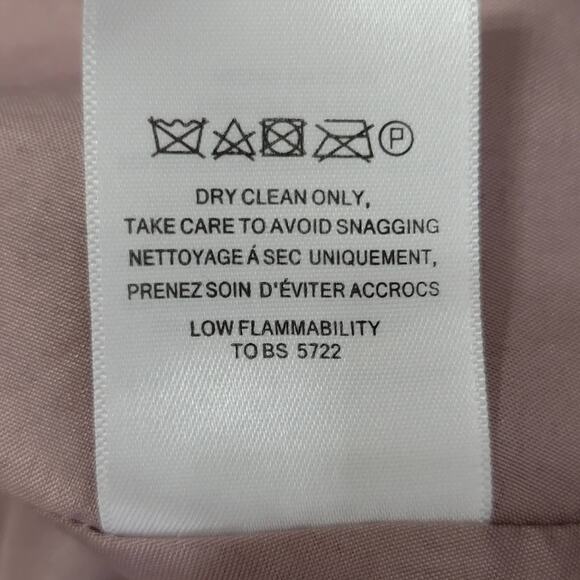 P
DRY CLEAN ONLY,
TAKE CARE TO AVOID SNAGGING
NETTOYAGE Á SEC UNIQUEMENT,
PRENEZ SOIN D'ÉVITER ACCROCS
LOW FLAMMABILITY
TO BS 5722